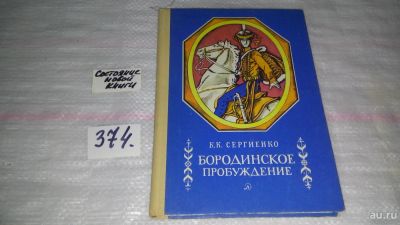 Состояние
новой
книги
374.
К.К. СЕРГИЕНКО
БОРОДИНСКОЕ
ПРОБУЖДЕНИЕ
au.ru